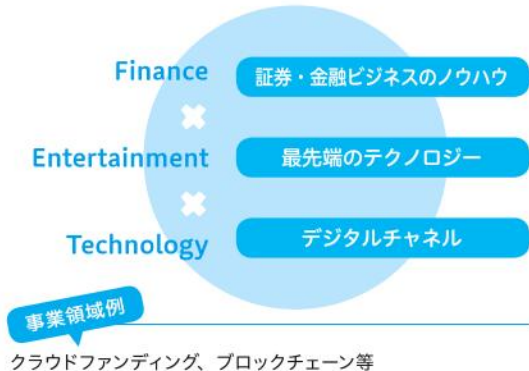 Finance 証券・金融ビジネスのノウハウ
Entertainment 最先端のテクノロジー
Technology デジタルチャネル
事業領域例
クラウドファンディング、ブロックチェーン等